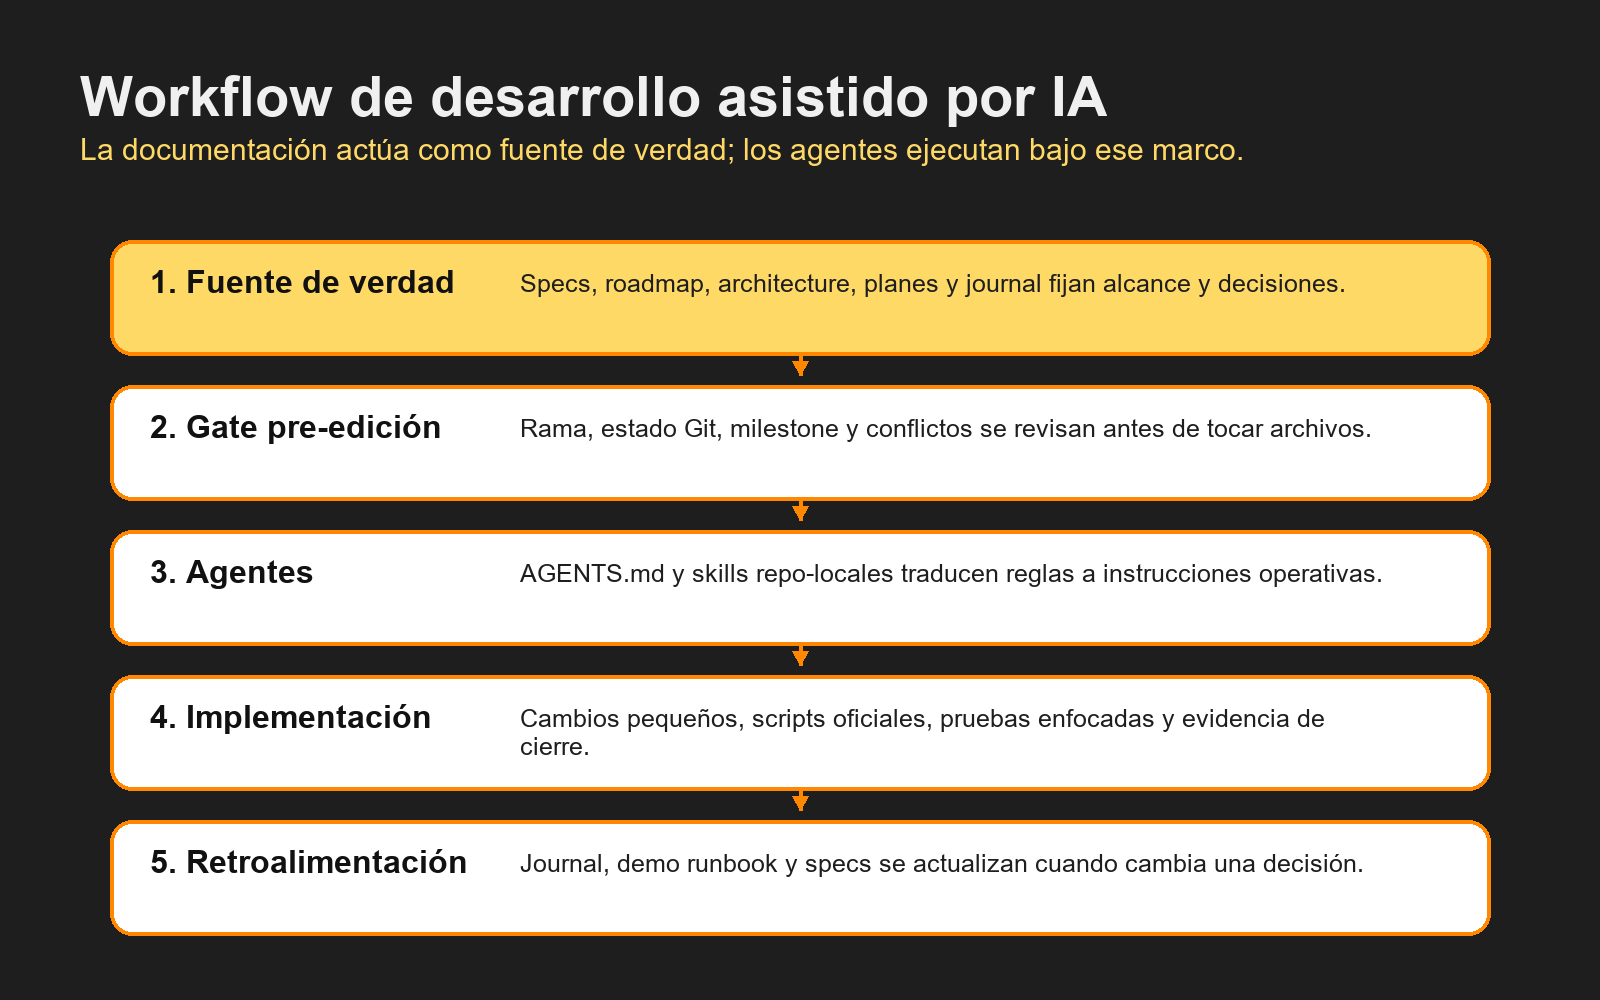 Workflow de desarrollo asistido por IA
La documentación actúa como fuente de verdad; los agentes ejecutan bajo ese marco.
1. Fuente de verdad
Specs, roadmap, architecture, planes y journal fijan alcance y decisiones.
2. Gate pre-edición
Rama, estado Git, milestone y conflictos se revisan antes de tocar archivos.
3. Agentes
AGENTS.md y skills repo-locales traducen reglas a instrucciones operativas.
4. Implementación
Cambios pequeños, scripts oficiales, pruebas enfocadas y evidencia de
cierre.
5. Retroalimentación
Journal, demo runbook y specs se actualizan cuando cambia una decisión.